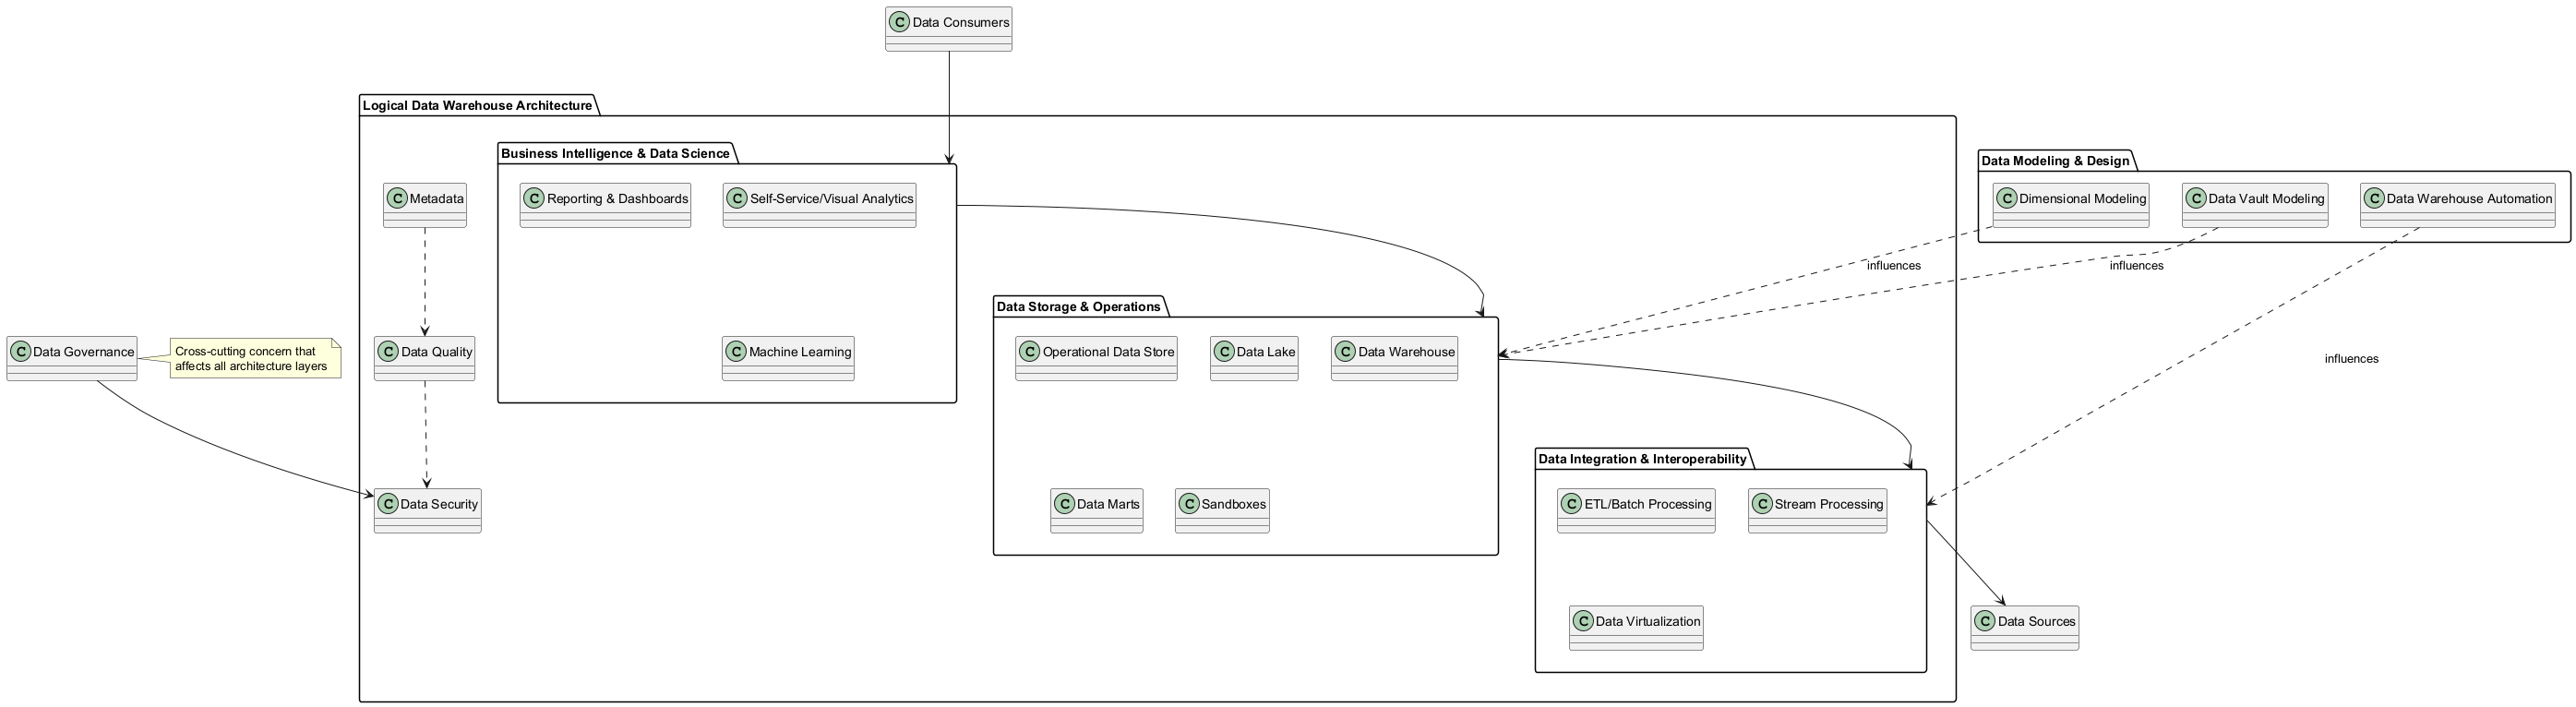 C Data Consumers
Logical Data Warehouse Architecture
Business Intelligence & Data Science
Data Modeling & Design
C Metadata
C Reporting & Dashboards
C Self-Service/Visual Analytics
C Dimensional Modeling
C Data Vault Modeling
C Data Warehouse Automation
influences
influences
Data Storage & Operations
C Data Governance
Cross-cutting concern that
affects all architecture layers
C Data Quality
C Machine Learning
C Operational Data Store
C Data Lake
C Data Warehouse
influences
Data Integration & Interoperability
C Data Security
C Data Marts
C Sandboxes
C ETL/Batch Processing
C Stream Processing
C Data Virtualization
C Data Sources